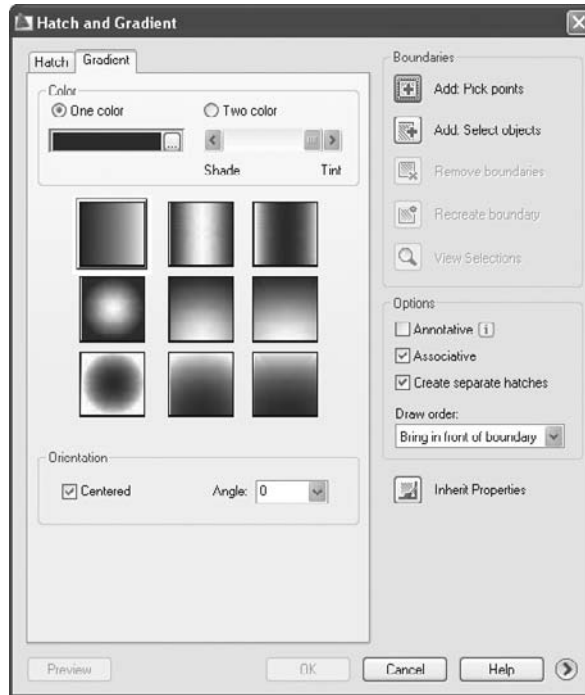 Hatch and Gradient
Hatch Gradient
Color
One color
Two color
...
Shade Tint
Orientation
Centered
Angle: 0
Boundaries
Add: Pick points
Add: Select objects
Remove boundaries
Recreate boundary
View Selections
Options
Annotative i
Associative
Create separate hatches
Draw order:
Bring in front of boundary
Inherit Properties
Preview OK Cancel Help